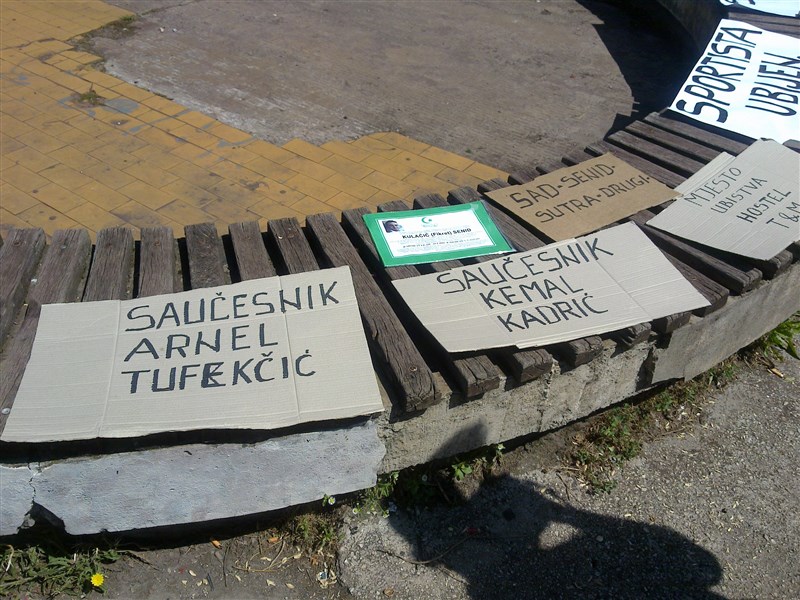 SPORTISTA
UBIJEN
SAD-SENID-
SUTRA-DRUGI
MJESTO
UBISTVA
HOSTEL
T&M
KULAČIĆ (Fikret) SENID
SAUČESNIK
KEMAL
KADRIĆ
SAUČESNIK
ARNEL
TUFEKČIĆ